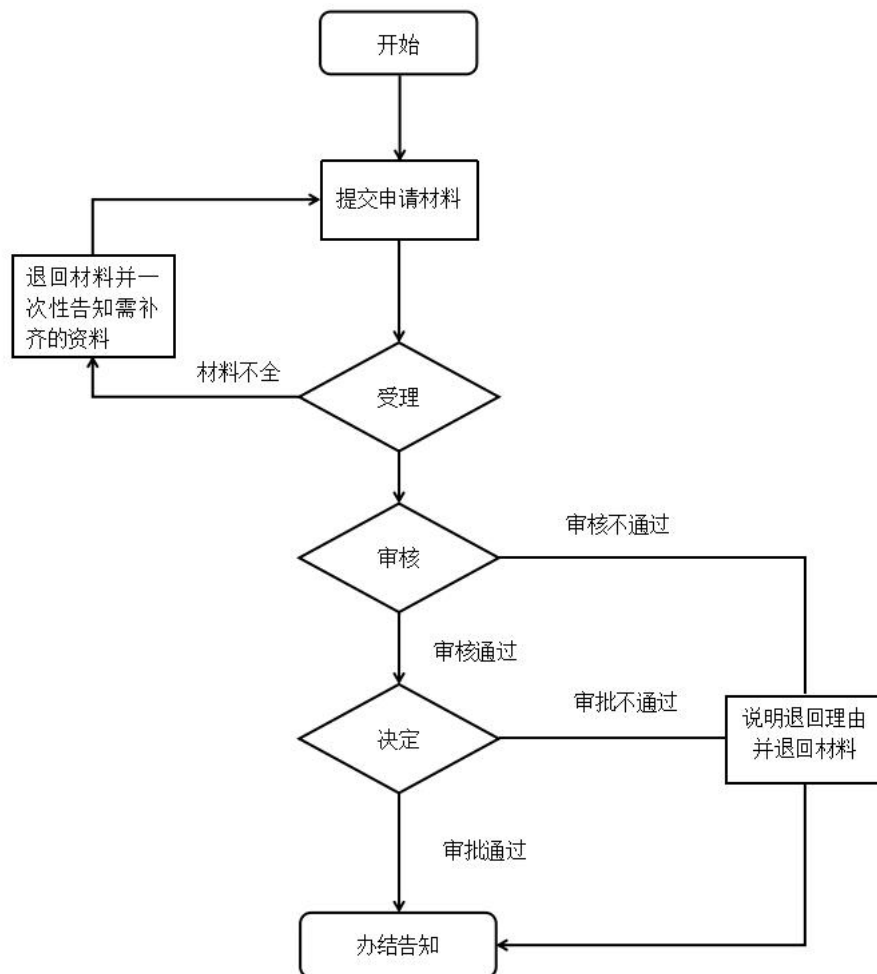 开始
提交申请材料
退回材料并一
次性告知需补
齐的资料
材料不全
受理
审核不通过
审核
审核通过
审批不通过
说明退回理由
并退回材料
决定
审批通过
办结告知